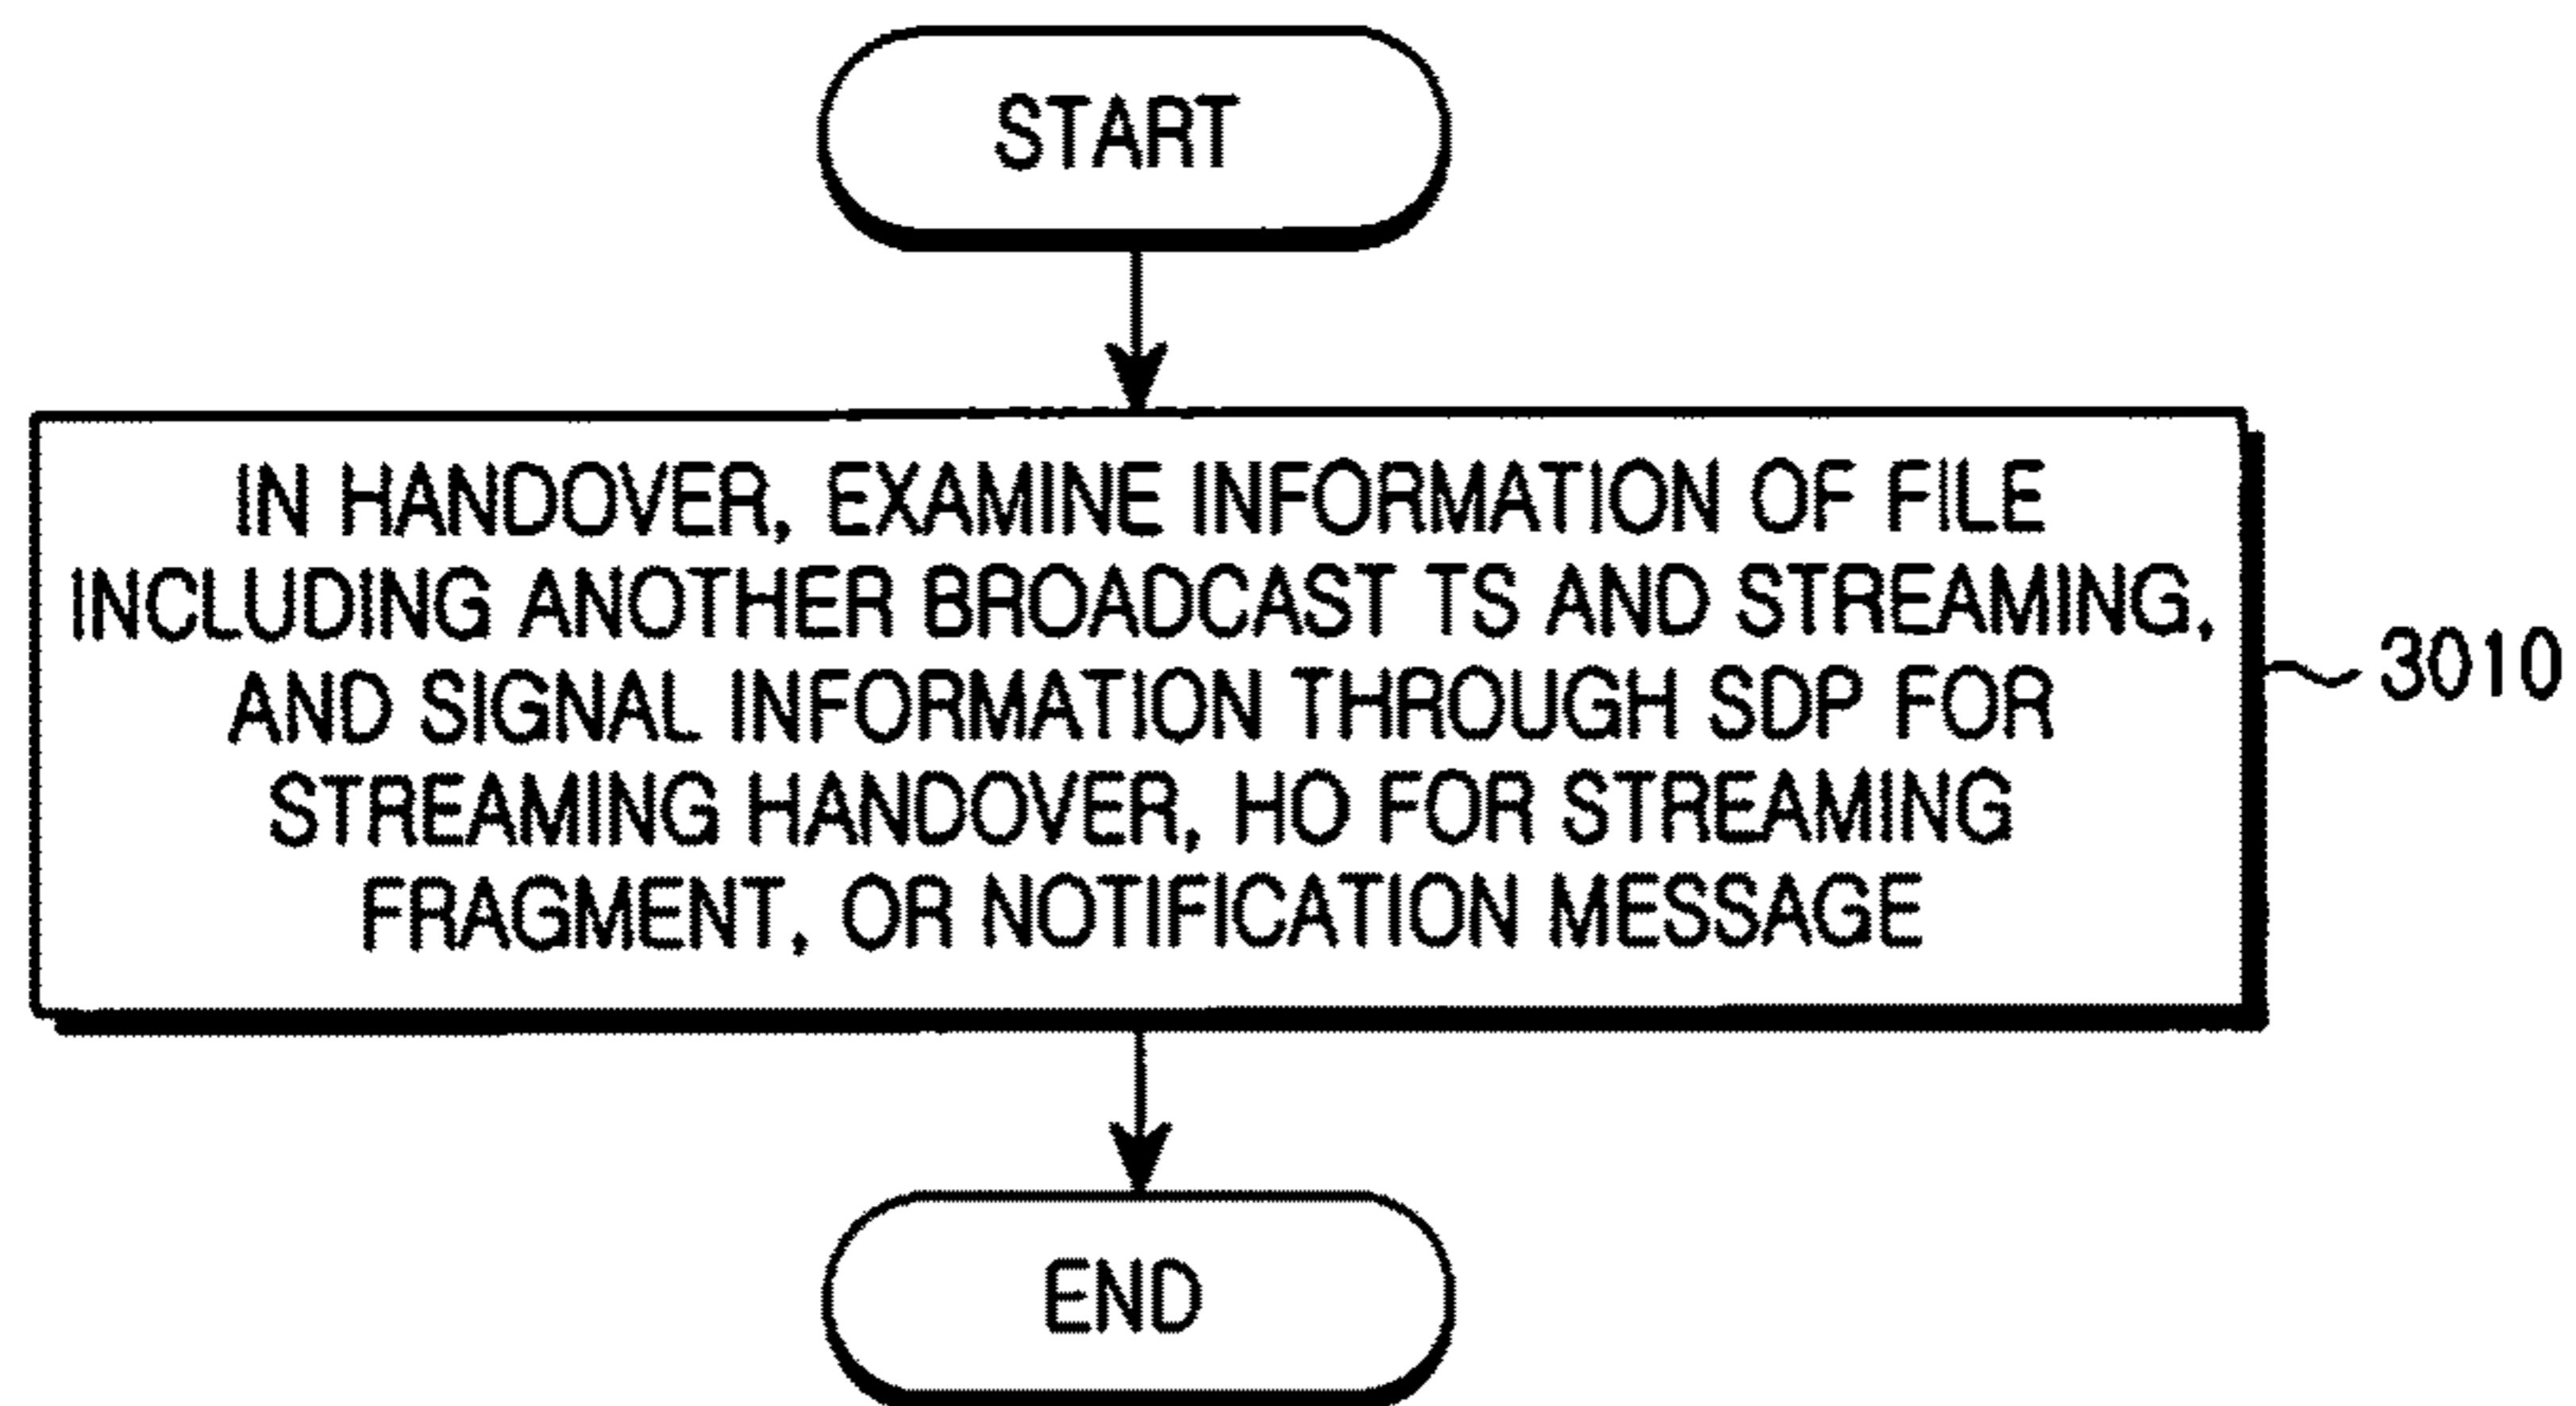 START
IN HANDOVER, EXAMINE INFORMATION OF FILE
INCLUDING ANOTHER BROADCAST TS AND STREAMING,
AND SIGNAL INFORMATION THROUGH SDP FOR
STREAMING HANDOVER, HO FOR STREAMING
FRAGMENT, OR NOTIFICATION MESSAGE
3010
END